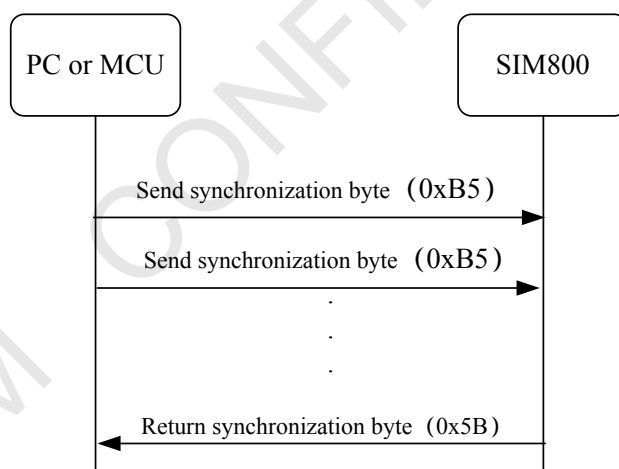 PC or MCU
SIM800
Send synchronization byte (0xB5)
Send synchronization byte (0xB5)
.
.
.
Return synchronization byte (0x5B)